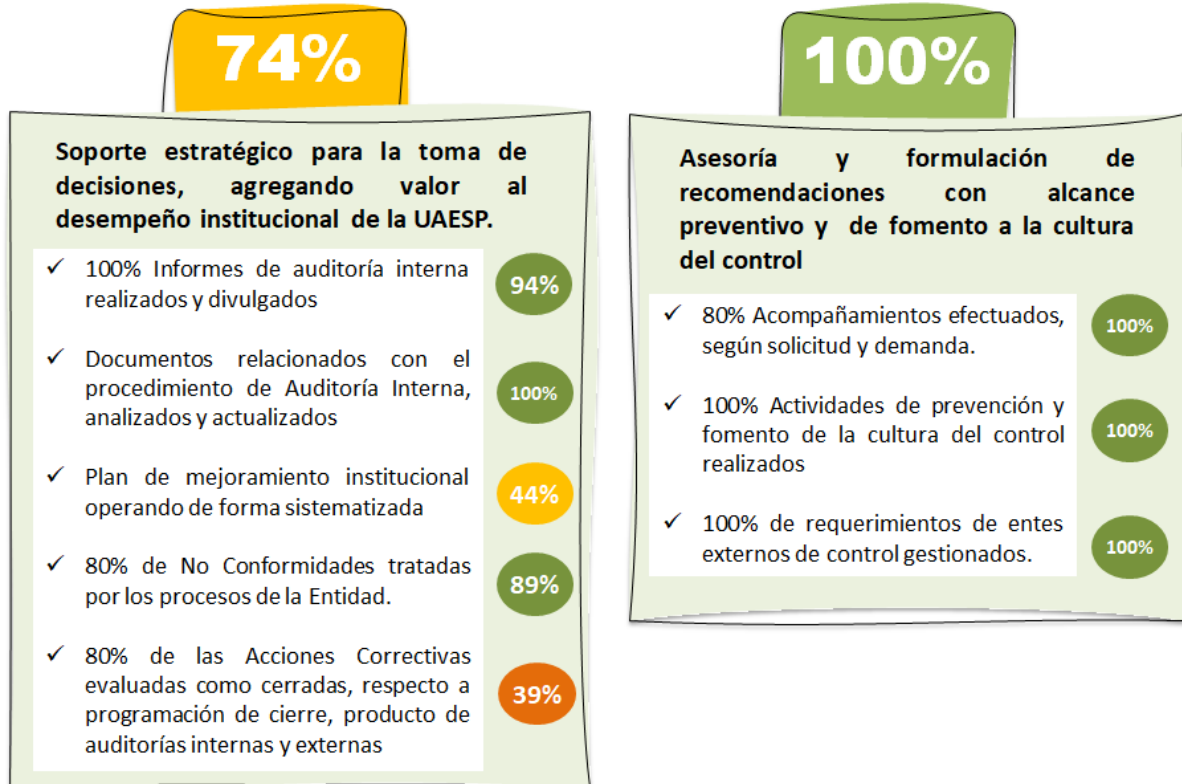 74%
Soporte estratégico para la toma de
decisiones, agregando valor al
desempeño institucional de la UAESP.
✓ 100% Informes de auditoría interna
realizados y divulgados
94%
✓ Documentos relacionados con el
procedimiento de Auditoría Interna,
analizados y actualizados
100%
✓ Plan de mejoramiento institucional
operando de forma sistematizada
44%
✓ 80% de No Conformidades tratadas
por los procesos de la Entidad.
89%
✓ 80% de las Acciones Correctivas
evaluadas como cerradas, respecto a
programación de cierre, producto de
auditorías internas y externas
39%
100%
Asesoría y formulación de
recomendaciones con alcance
preventivo y de fomento a la cultura
del control
✓ 80% Acompañamientos efectuados,
según solicitud y demanda.
100%
✓ 100% Actividades de prevención y
fomento de la cultura del control
realizados
100%
✓ 100% de requerimientos de entes
externos de control gestionados.
100%